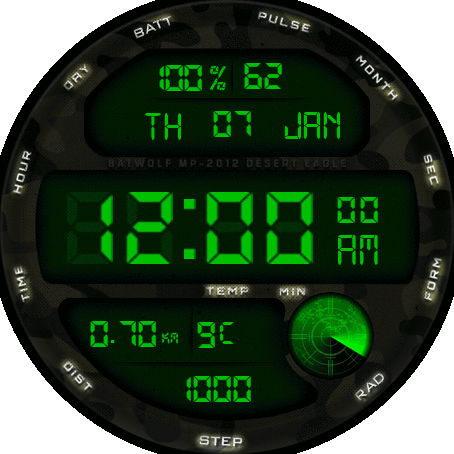 BATT PULSE
DAY MONTH
100% 62
TH 07 JAN
HOUR SEC
BATWOLF MP-2012 DESERT EAGLE
12:00 00
AM
TIME TEMP MIN FORM
0.70 KM 9C
DIST RAD
1000
STEP